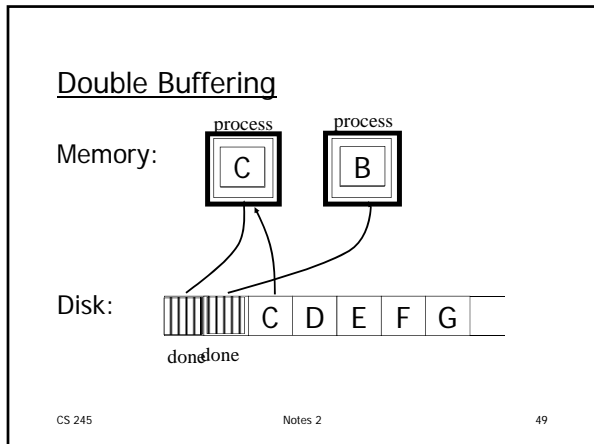 Double Buffering
process process
Memory: C B
Disk: C D E F G
done done
CS 245 Notes 2 49